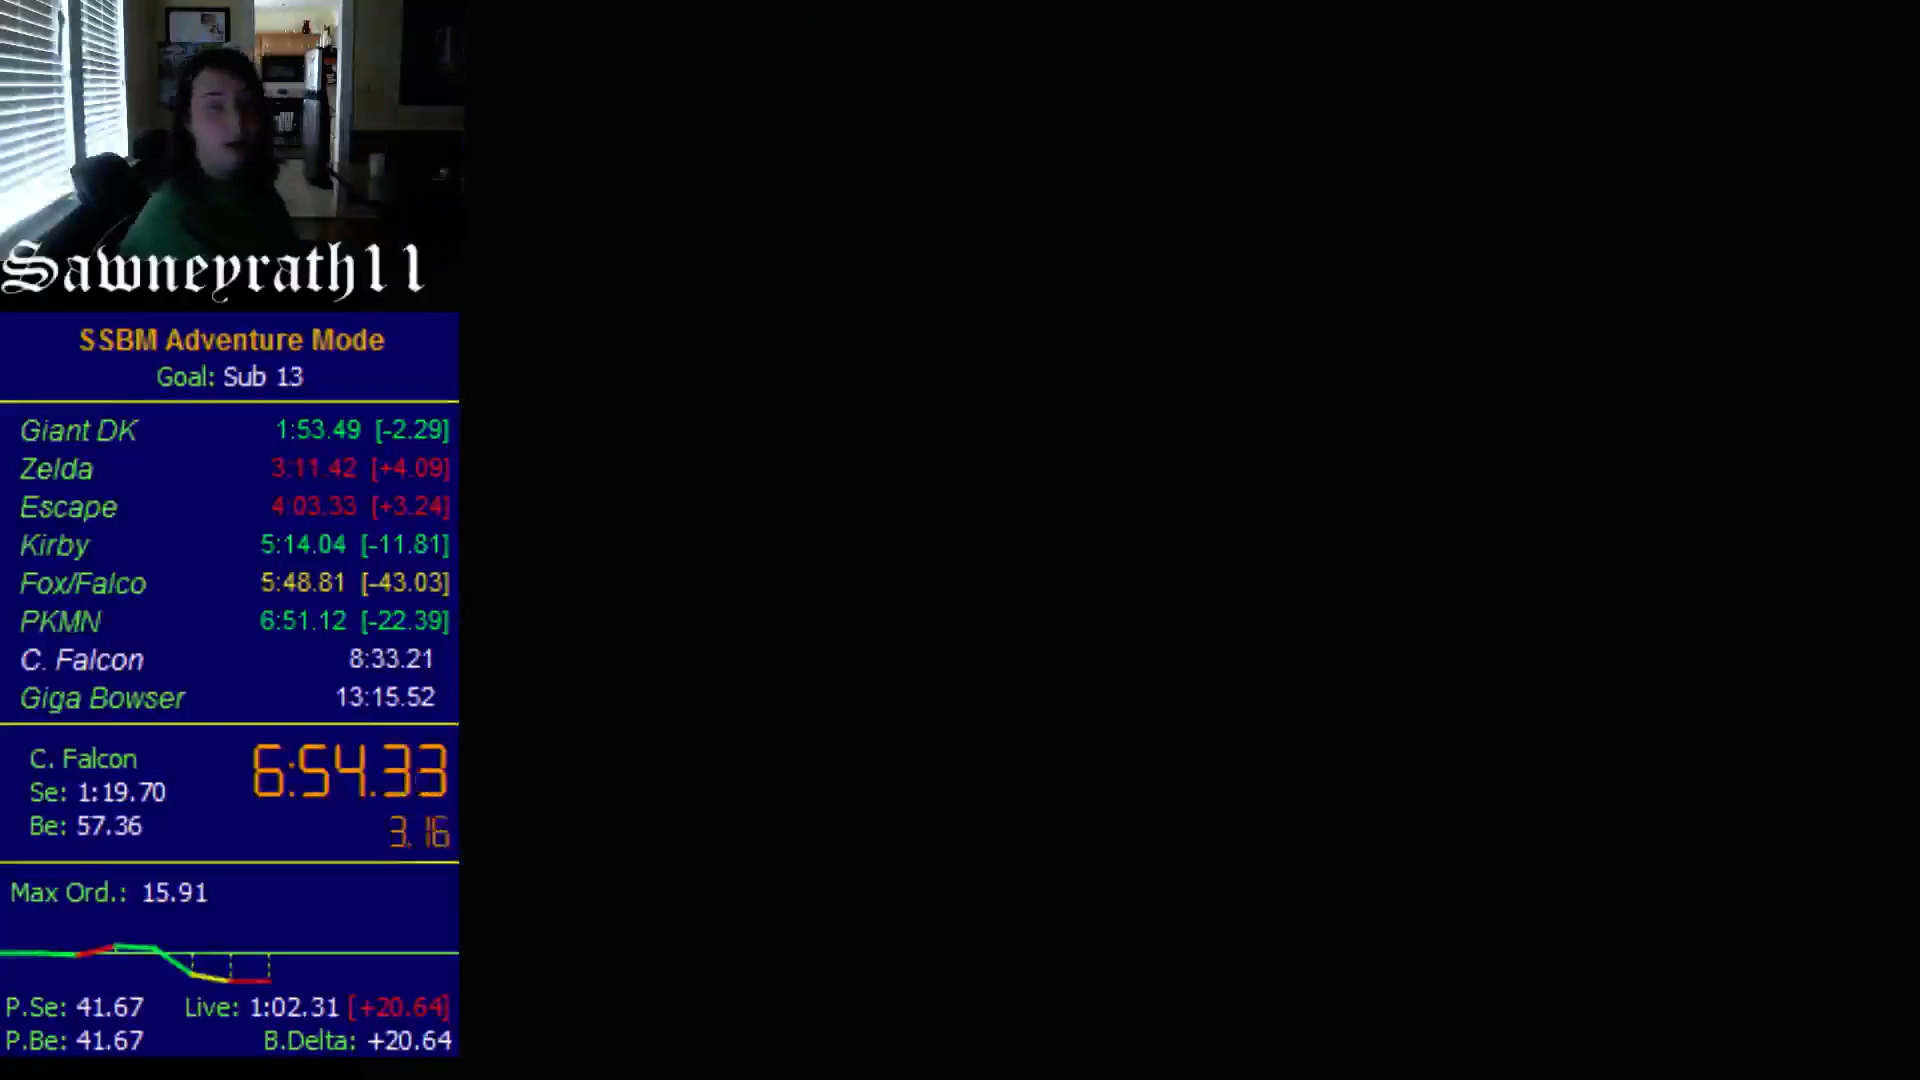 Sawneyrath11
SSBM Adventure Mode
Goal: Sub 13
Giant DK 1:53.49 [-2.29]
Zelda 3:11.42 [+4.09]
Escape 4:03.33 [+3.24]
Kirby 5:14.04 [-11.81]
Fox/Falco 5:48.81 [-43.03]
PKMN 6:51.12 [-22.39]
C. Falcon 8:33.21
Giga Bowser 13:15.52
C. Falcon 6:54.33
Se: 1:19.70
Be: 57.36 3.16
Max Ord.: 15.91
P.Se: 41.67 Live: 1:02.31 [+20.64]
P.Be: 41.67 B.Delta: +20.64